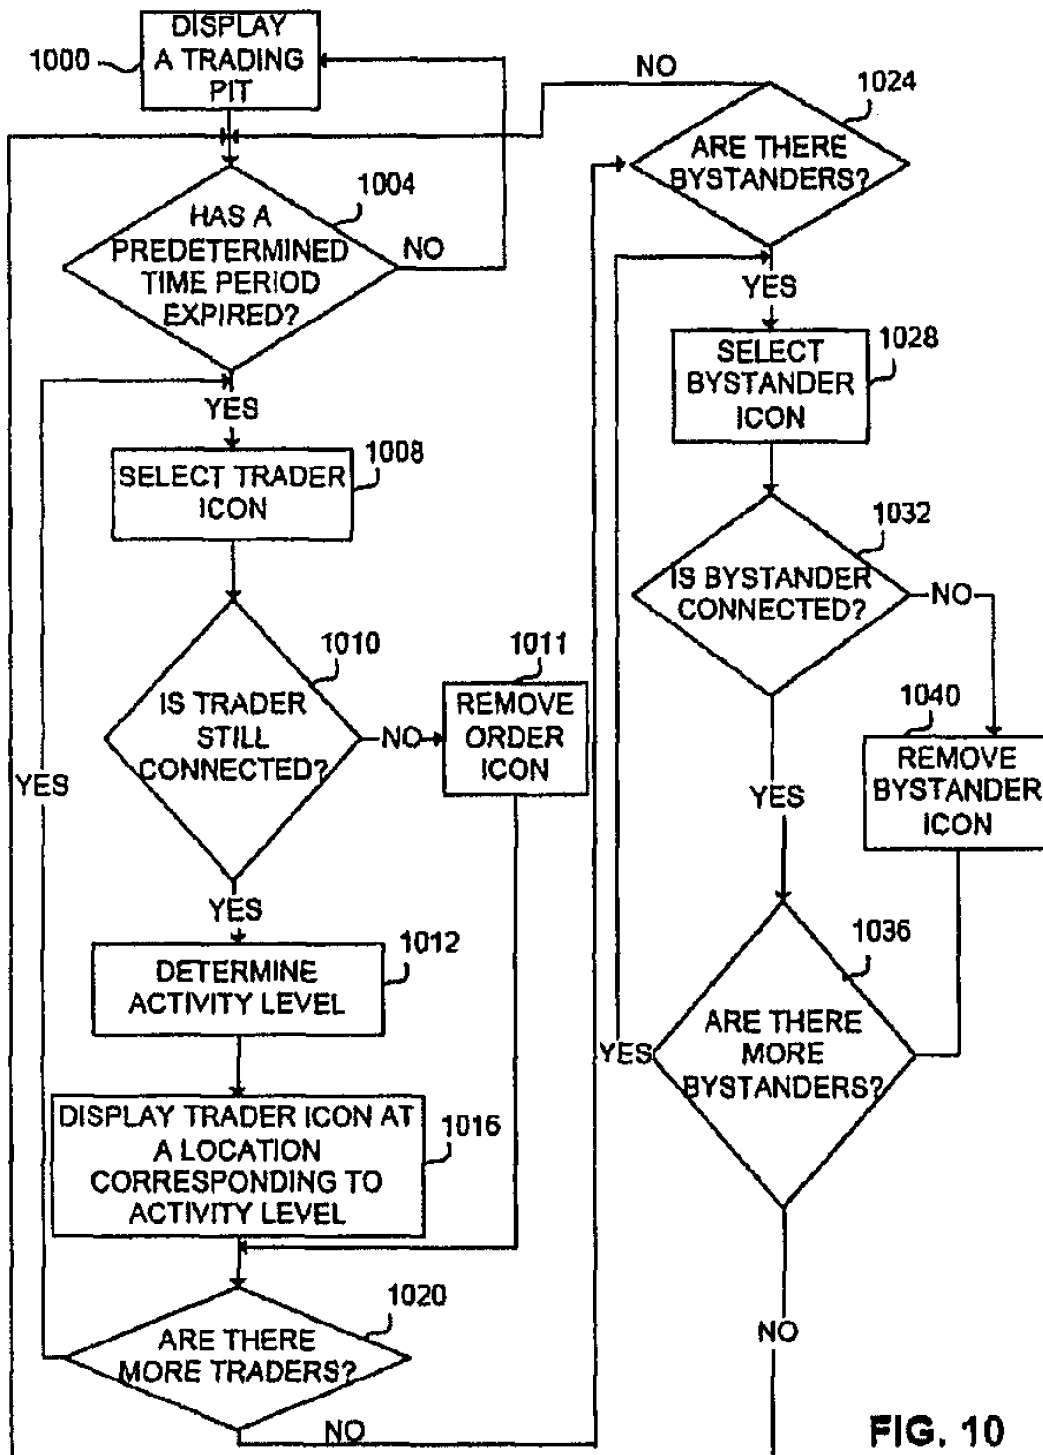 DISPLAY
A TRADING
PIT
1000
HAS A
PREDETERMINED
TIME PERIOD
EXPIRED?
1004
NO
YES
SELECT TRADER
ICON
1008
IS TRADER
STILL
CONNECTED?
1010
NO
REMOVE
ORDER
ICON
1011
YES
DETERMINE
ACTIVITY LEVEL
1012
DISPLAY TRADER ICON AT
A LOCATION
CORRESPONDING TO
ACTIVITY LEVEL
1016
ARE THERE
MORE TRADERS?
1020
YES
NO
ARE THERE
BYSTANDERS?
1024
NO
YES
SELECT
BYSTANDER
ICON
1028
IS BYSTANDER
CONNECTED?
1032
NO
REMOVE
BYSTANDER
ICON
1040
YES
ARE THERE
MORE
BYSTANDERS?
1036
YES
NO
FIG. 10